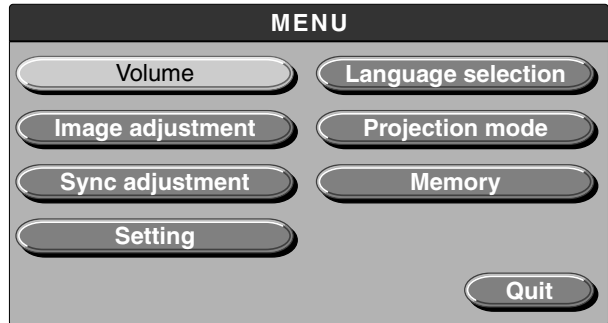 MENU
Volume
Language selection
Image adjustment
Projection mode
Sync adjustment
Memory
Setting
Quit